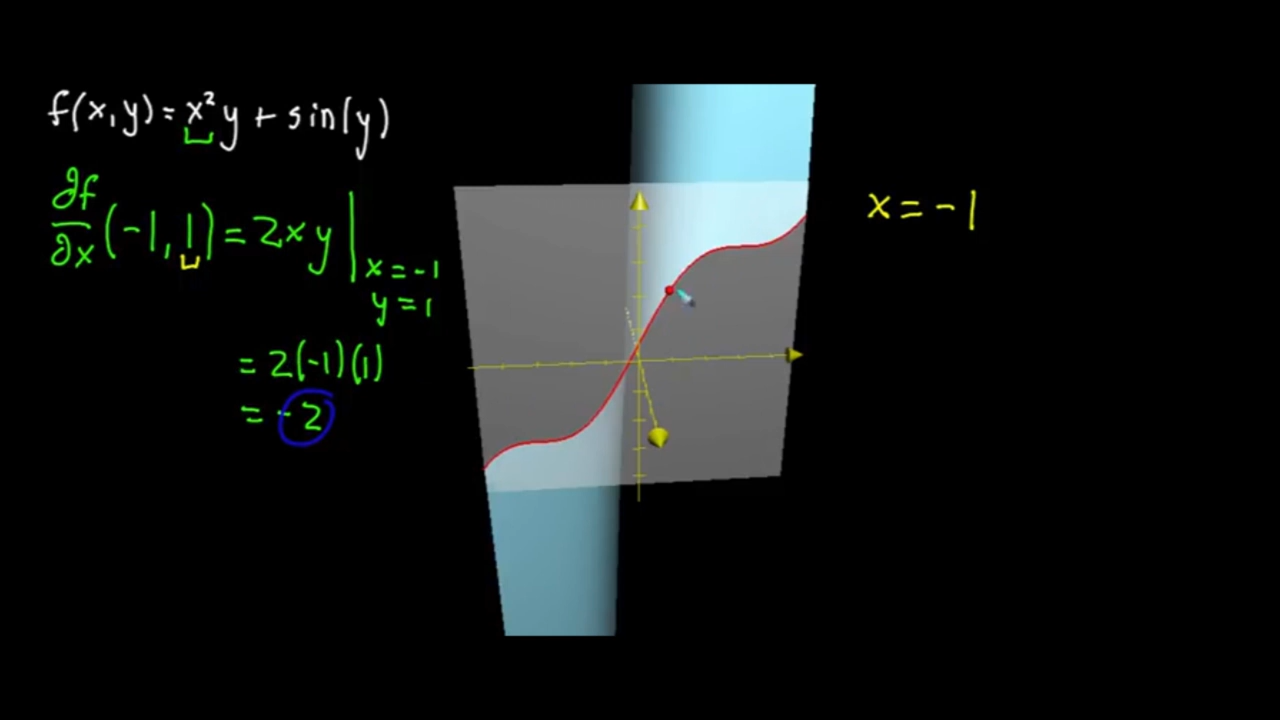 f(x,y) = x²y + sin(y)
∂f/∂x (-1, 1) = 2xy | x = -1
y = 1
= 2(-1)(1)
= -2
x = -1